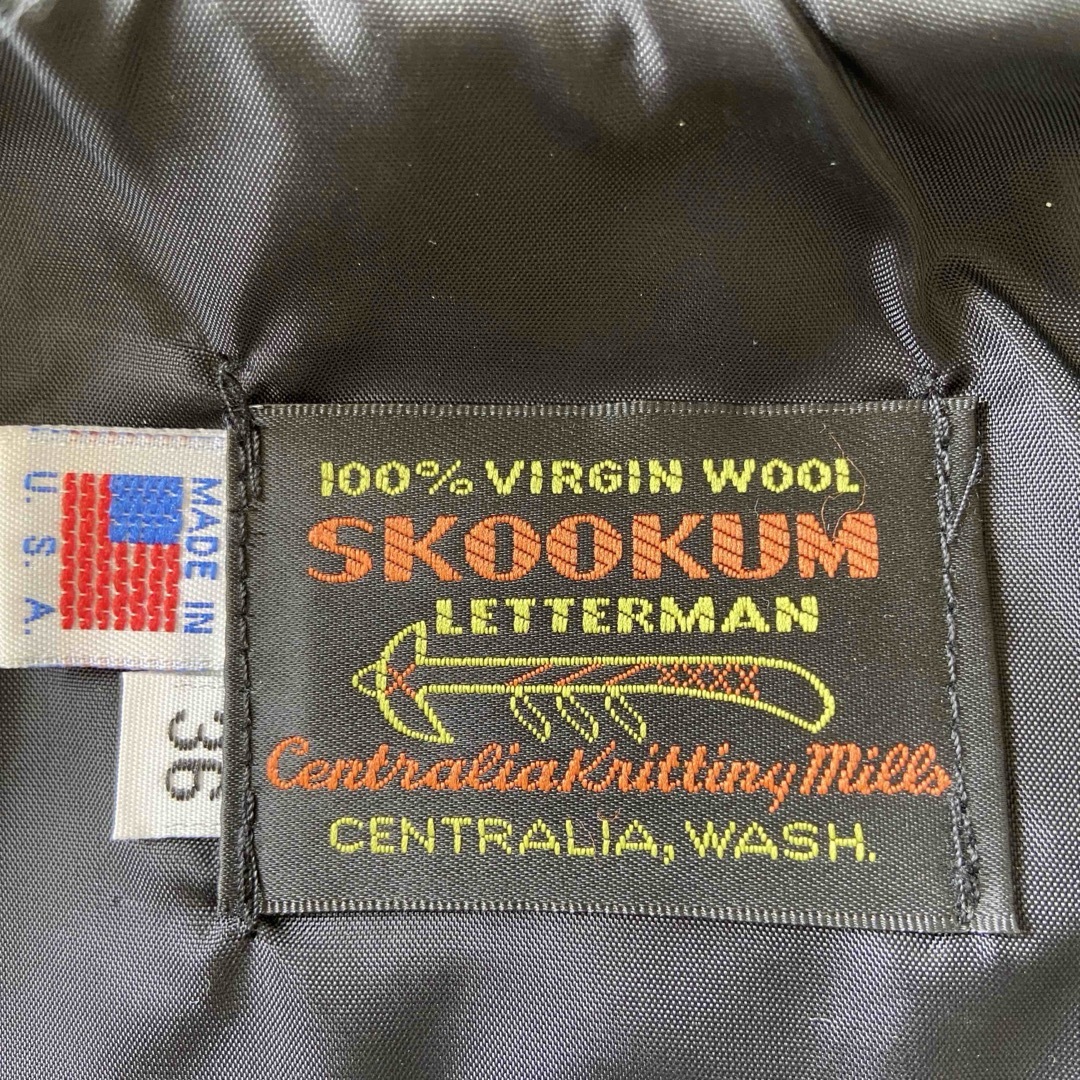 100% VIRGIN WOOL
SKOOKUM
LETTERMAN
Centralia Knitting Mills
CENTRALIA, WASH.
MADE IN
U. S. A.
36